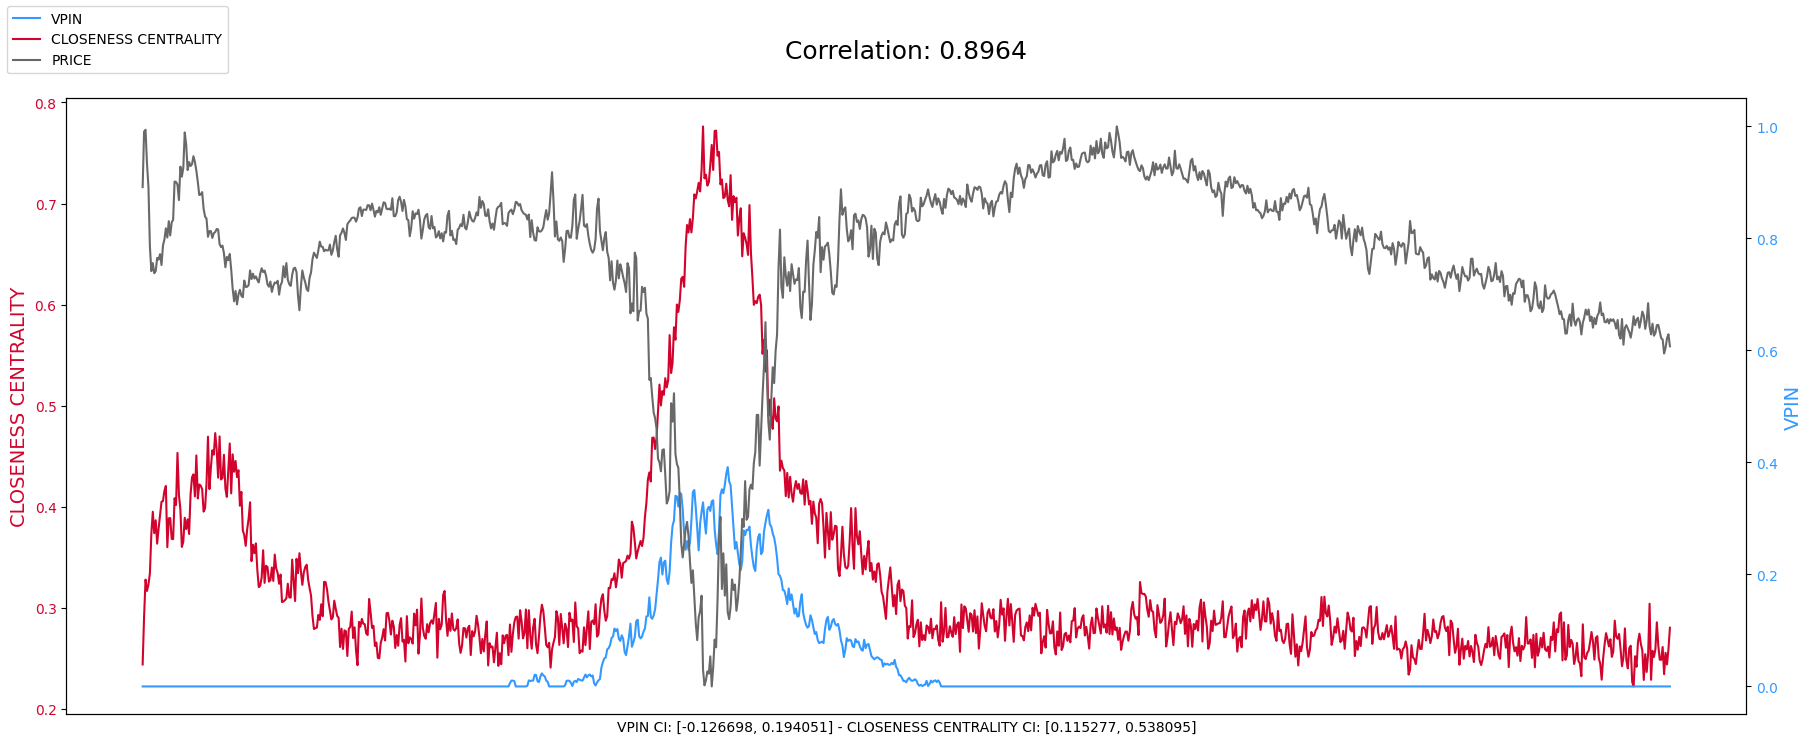 VPIN
CLOSENESS CENTRALITY
PRICE
Correlation: 0.8964
CLOSENESS CENTRALITY
0.8
0.7
0.6
0.5
0.4
0.3
0.2
1.0
0.8
0.6
0.4
0.2
0.0
VPIN
VPIN CI: [-0.126698, 0.194051] - CLOSENESS CENTRALITY CI: [0.115277, 0.538095]